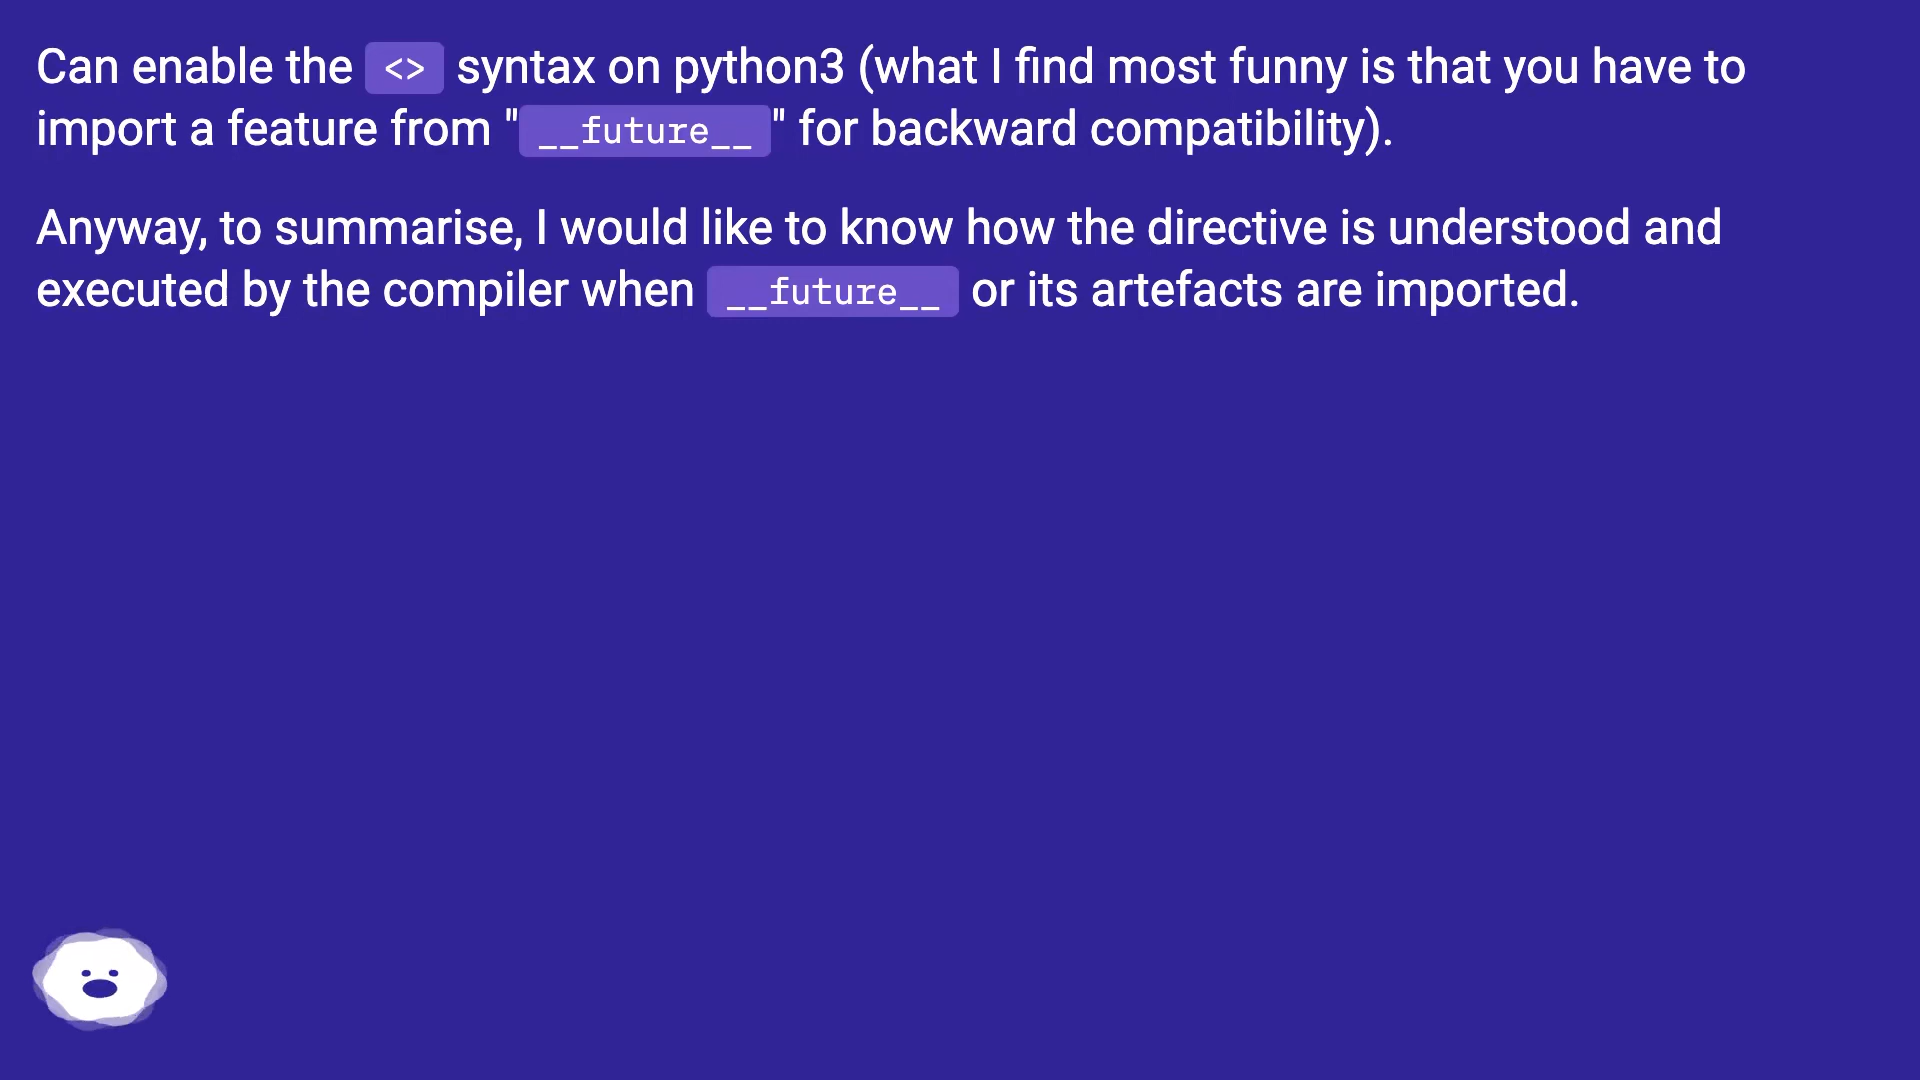 Can enable the <> syntax on python3 (what I find most funny is that you have to
import a feature from "__future__" for backward compatibility).
Anyway, to summarise, I would like to know how the directive is understood and
executed by the compiler when __future__ or its artefacts are imported.